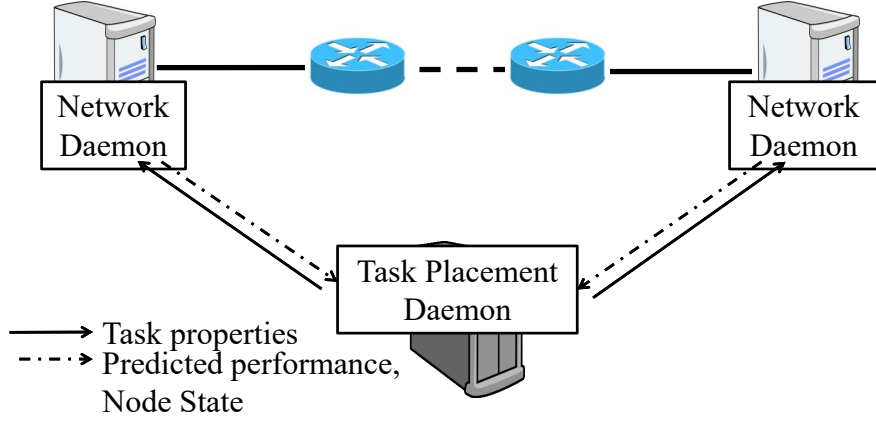 Network
Daemon
Network
Daemon
Task Placement
Daemon
Task properties
Predicted performance,
Node State